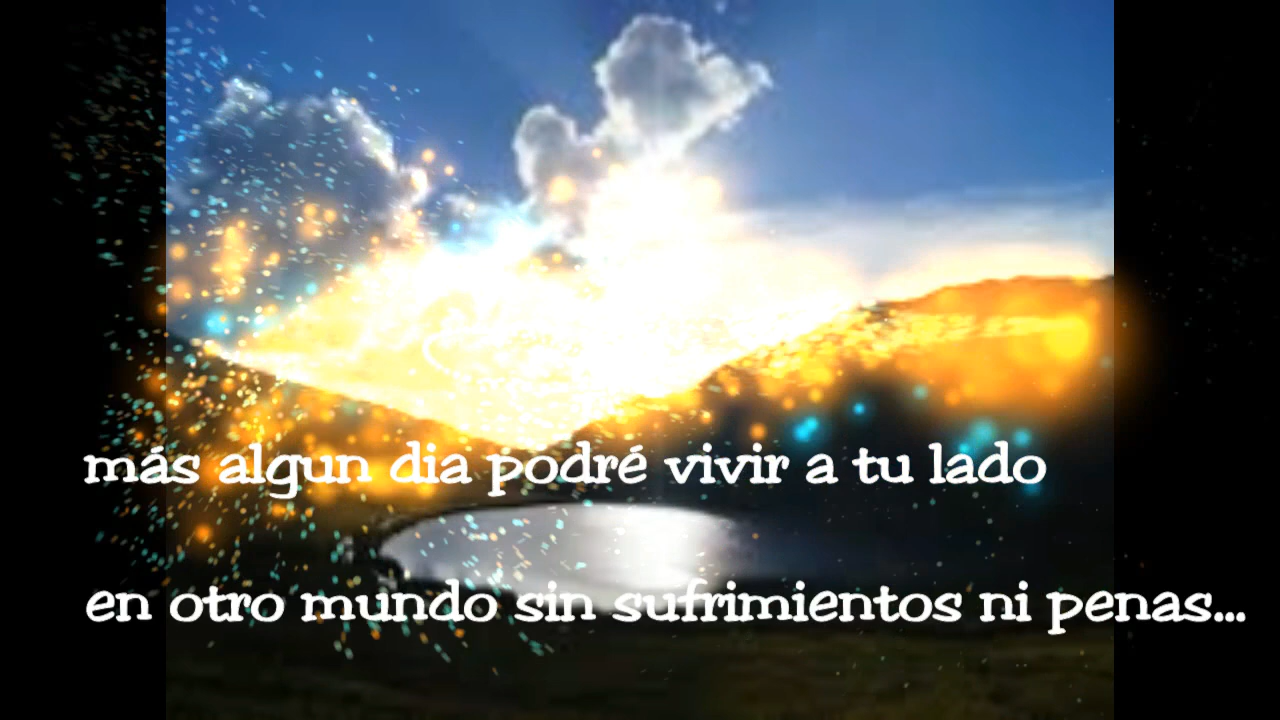 más algun dia podré vivir a tu lado
en otro mundo sin sufrimientos ni penas...